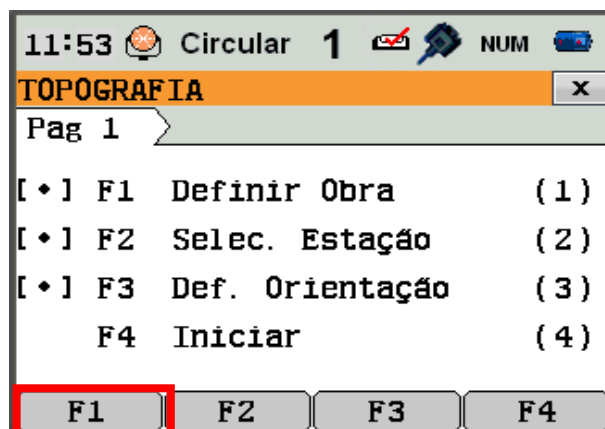 11:53 Circular 1 NUM
TOPOGRAFIA x
Pag 1
[•] F1 Definir Obra (1)
[•] F2 Selec. Estação (2)
[•] F3 Def. Orientação (3)
F4 Iniciar (4)
F1 F2 F3 F4